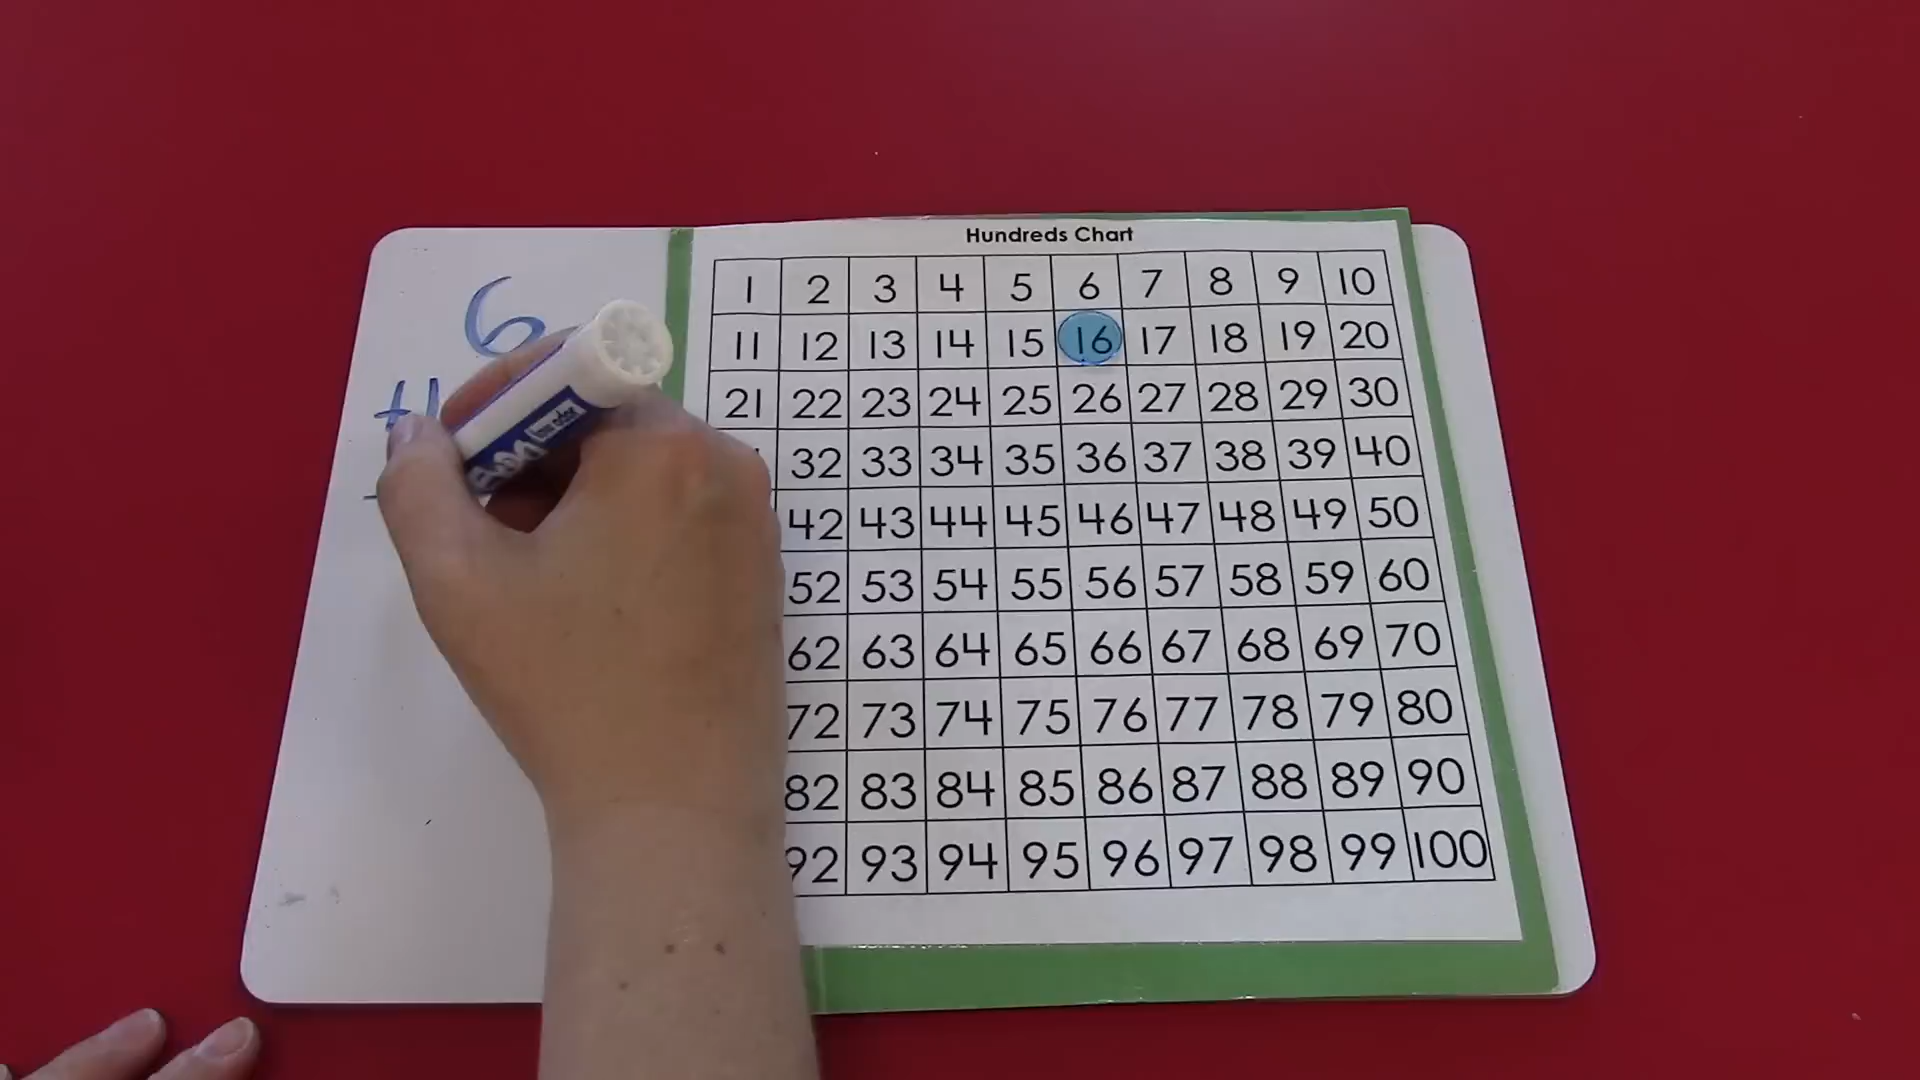 Hundreds Chart
1 2 3 4 5 6 7 8 9 10
11 12 13 14 15 16 17 18 19 20
21 22 23 24 25 26 27 28 29 30
32 33 34 35 36 37 38 39 40
42 43 44 45 46 47 48 49 50
52 53 54 55 56 57 58 59 60
62 63 64 65 66 67 68 69 70
72 73 74 75 76 77 78 79 80
82 83 84 85 86 87 88 89 90
92 93 94 95 96 97 98 99 100
6
+1
low odor